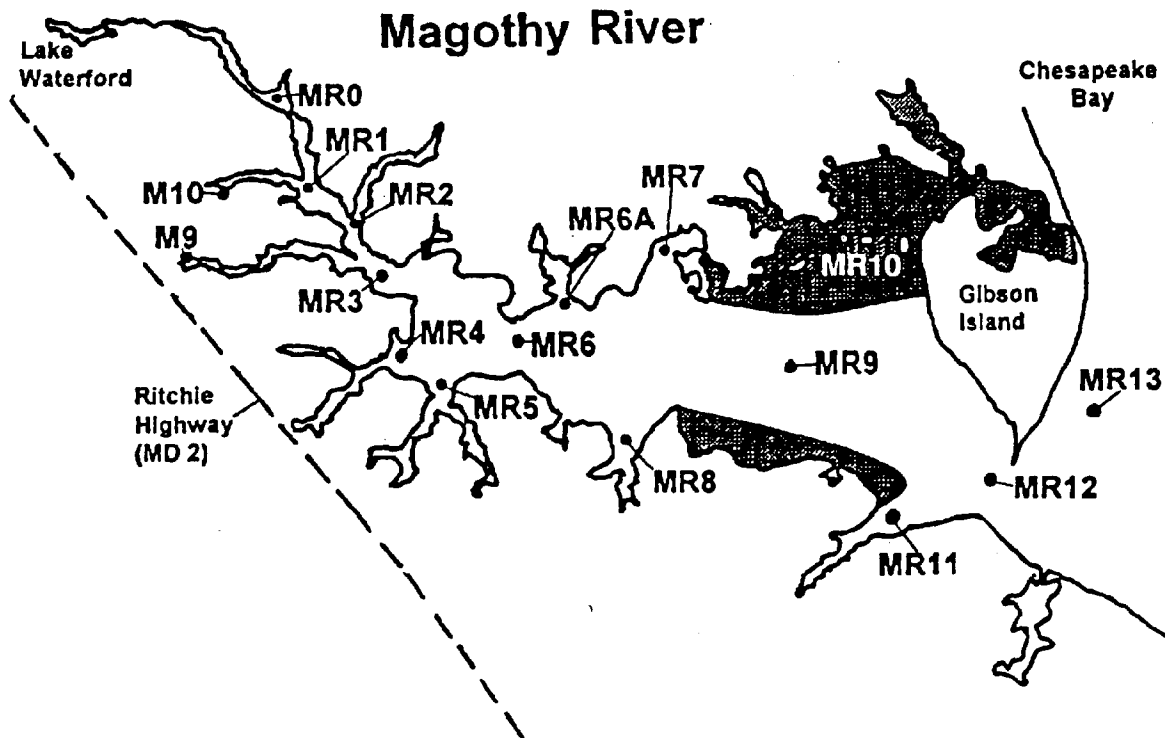 Magothy River
Lake
Waterford
Chesapeake
Bay
MR0
MR1
M10
MR2
MR7
MR6A
M9
MR10
MR3
Gibson
Island
MR4
MR6
MR9
MR13
Ritchie
Highway
(MD 2)
MR5
MR8
MR12
MR11